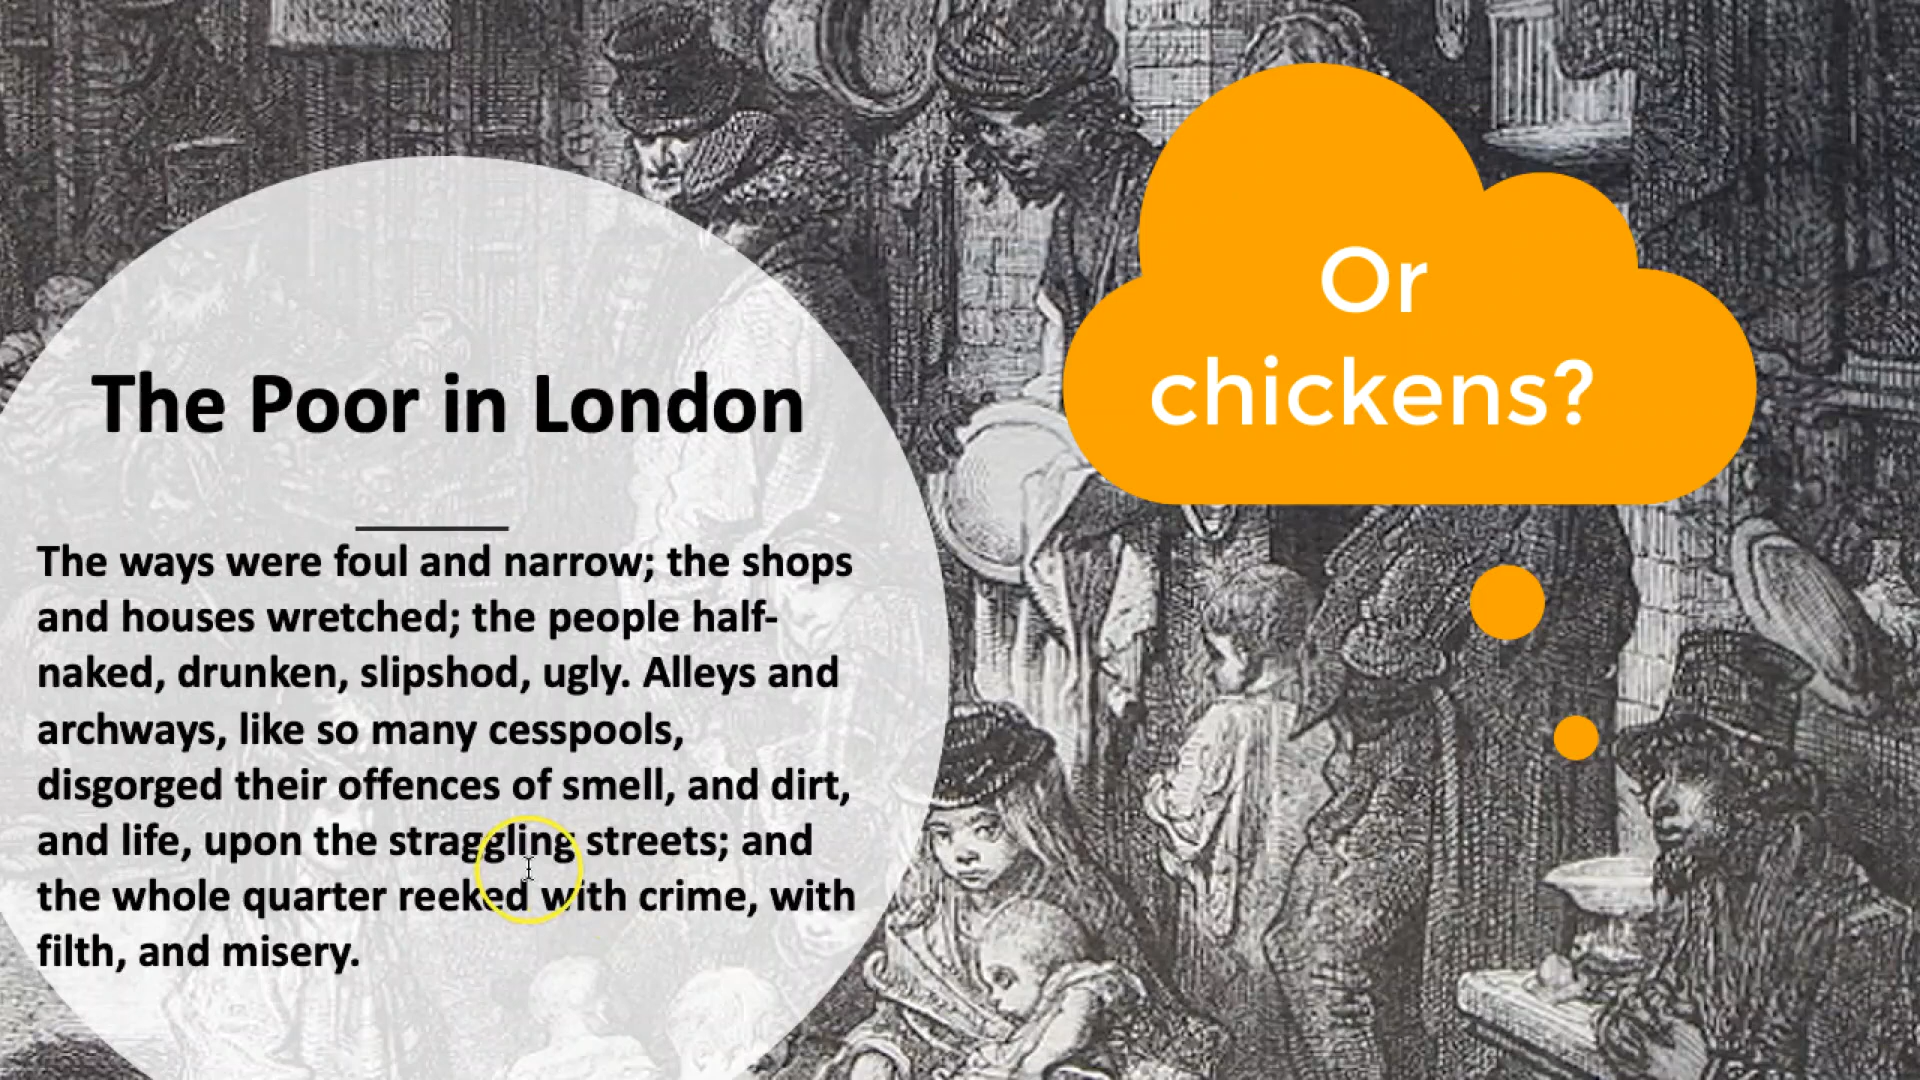 The Poor in London
The ways were foul and narrow; the shops
and houses wretched; the people half-
naked, drunken, slipshod, ugly. Alleys and
archways, like so many cesspools,
disgorged their offences of smell, and dirt,
and life, upon the straggling streets; and
the whole quarter reeked with crime, with
filth, and misery.
Or
chickens?